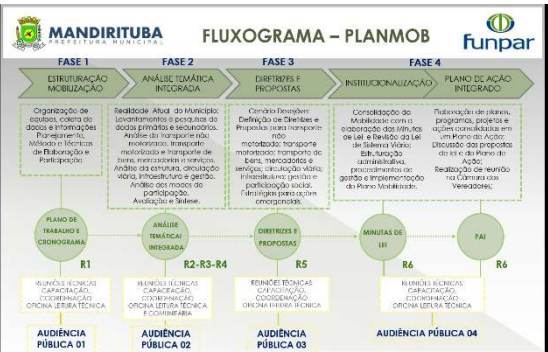 MANDIRITUBA
PREFEITURA MUNICIPAL
FLUXOGRAMA – PLANMOB
funpar
FASE 1
FASE 2
FASE 3
FASE 4
ESTRUTURAÇÃO
MOBILIZAÇÃO
ANÁLISE TEMÁTICA
INTEGRADA
DIRETRIZES E
PROPOSTAS
INSTITUCIONALIZAÇÃO
PLANO DE AÇÃO
INTEGRADO
Organização de
equipes, coleta de
dados e informações
Planejamento,
Método e Técnicas
de Elaboração e
Participação
Realidade Atual do Município:
Levantamentos e pesquisas de
dados primários e secundários.
Análise do transporte não
motorizado, transporte
motorizado e transporte de
bens, mercadorias e serviços.
Análise da estrutura, circulação
viária, infraestrutura e gestão.
Análise dos modos de
participação.
Avaliação e Síntese.
Cenário Desejável:
Definição de Diretrizes e
Propostas para transporte
não
motorizado; transporte
motorizado; transporte de
bens, mercadorias e
serviços; circulação viária;
infraestrutura; gestão e
participação social.
Estratégias para ações
emergenciais.
Consolidação da
Mobilidade com a
elaboração das Minutas
de Lei e Revisão da Lei
de Sistema Viário;
Estruturação
administrativa,
procedimentos de
gestão e implementação
do Plano Mobilidade.
Elaboração de planos,
programas, projetos e
ações consolidadas em
um Plano de Ação;
Discussão das propostas
de lei e do Plano de
Ação;
Realização de reunião
na Câmara dos
Vereadores;
PLANO DE
TRABALHO E
CRONOGRAMA
R1
ANÁLISE
TEMÁTICA
INTEGRADA
R2-R3-R4
DIRETRIZES E
PROPOSTAS
R5
MINUTAS DE
LEI
R6
PAI
R6
REUNIÕES TÉCNICAS
CAPACITAÇÃO,
COORDENAÇÃO
OFICINA LEITURA TÉCNICA
REUNIÕES TÉCNICAS
CAPACITAÇÃO,
COORDENAÇÃO
OFICINA LEITURA TÉCNICA
E COMUNITÁRIA
REUNIÕES TÉCNICAS
CAPACITAÇÃO,
COORDENAÇÃO
OFICINA LEITURA TÉCNICA
REUNIÕES TÉCNICAS
CAPACITAÇÃO,
COORDENAÇÃO
OFICINA LEITURA TÉCNICA
AUDIÊNCIA
PÚBLICA 01
AUDIÊNCIA
PÚBLICA 02
AUDIÊNCIA
PÚBLICA 03
AUDIÊNCIA PÚBLICA 04